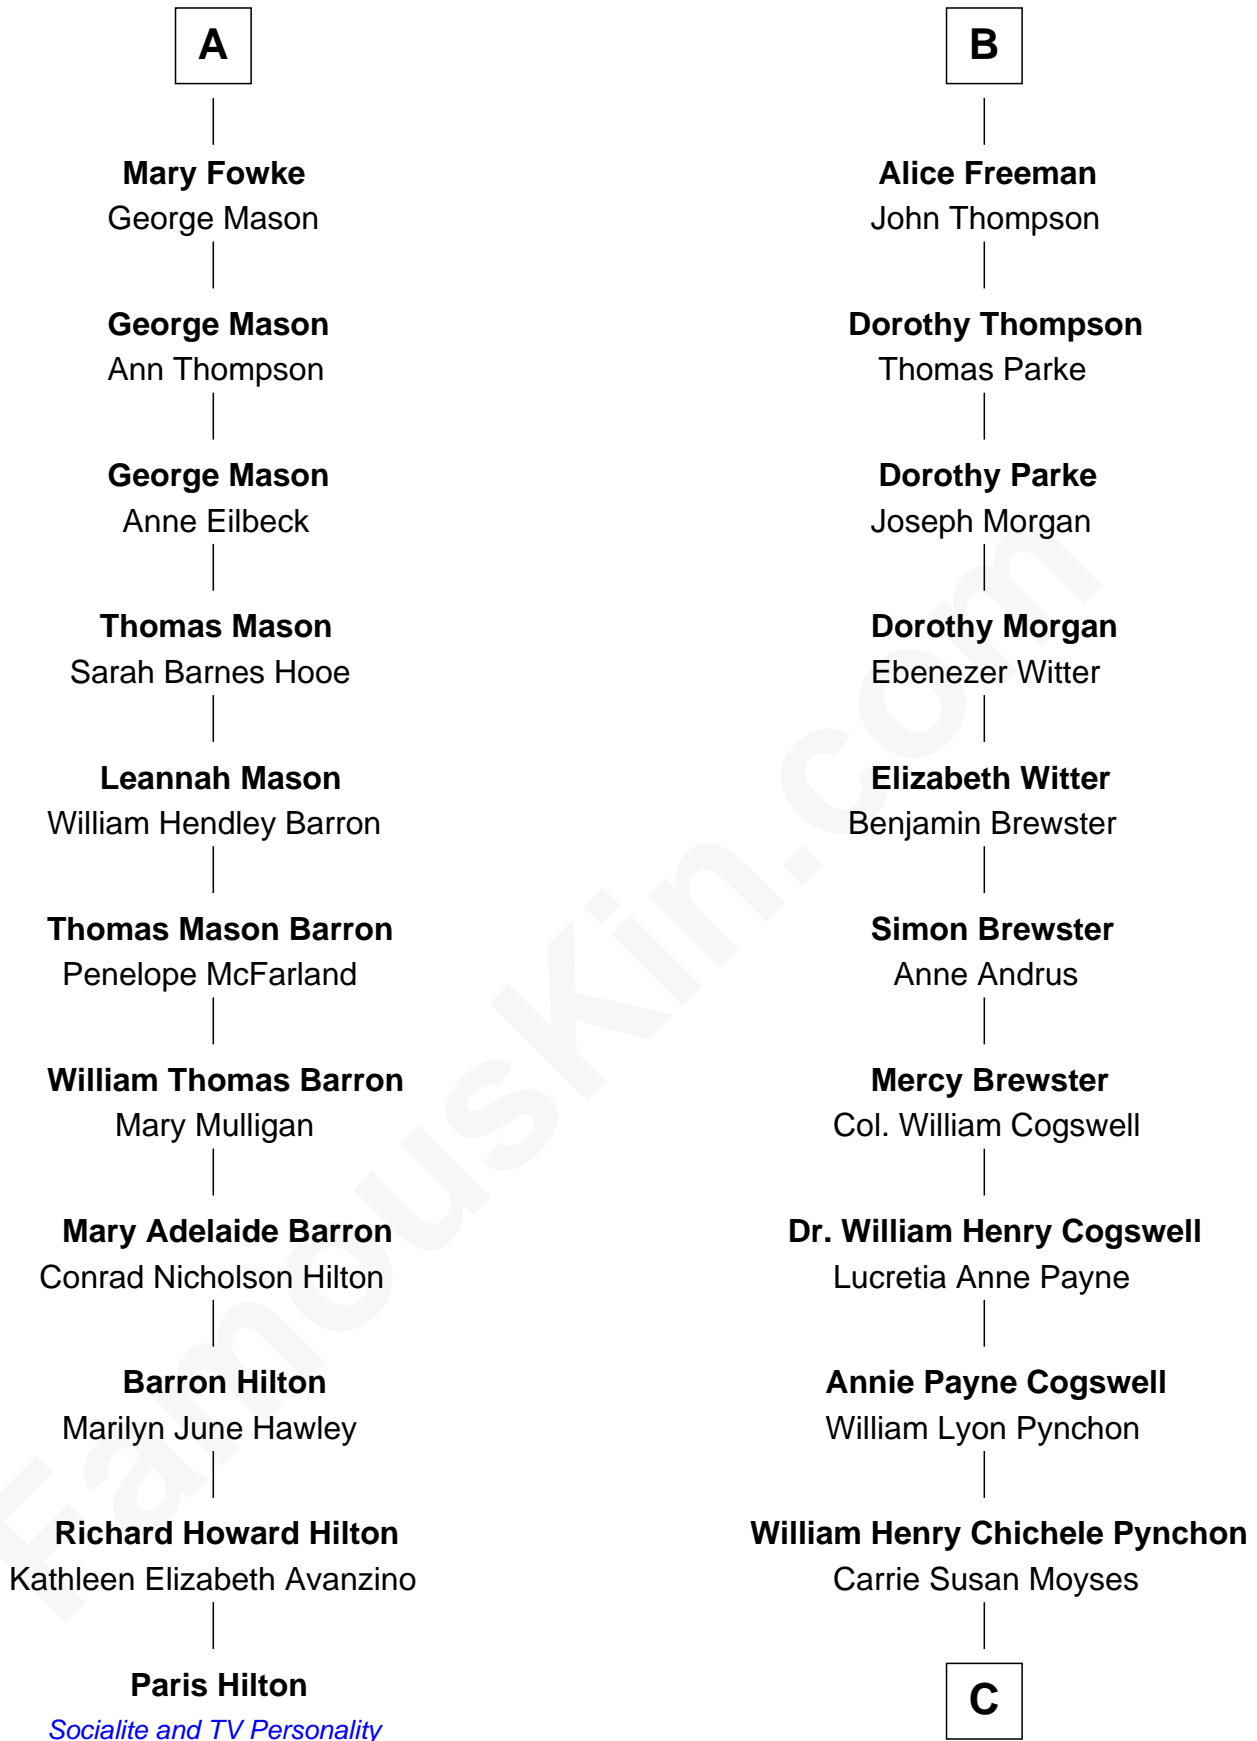 A
Mary Fowke
George Mason
George Mason
Ann Thompson
George Mason
Anne Eilbeck
Thomas Mason
Sarah Barnes Hooe
Leannah Mason
William Hendley Barron
Thomas Mason Barron
Penelope McFarland
William Thomas Barron
Mary Mulligan
Mary Adelaide Barron
Conrad Nicholson Hilton
Barron Hilton
Marilyn June Hawley
Richard Howard Hilton
Kathleen Elizabeth Avanzino
Paris Hilton
Socialite and TV Personality
B
Alice Freeman
John Thompson
Dorothy Thompson
Thomas Parke
Dorothy Parke
Joseph Morgan
Dorothy Morgan
Ebenezer Witter
Elizabeth Witter
Benjamin Brewster
Simon Brewster
Anne Andrus
Mercy Brewster
Col. William Cogswell
Dr. William Henry Cogswell
Lucretia Anne Payne
Annie Payne Cogswell
William Lyon Pynchon
William Henry Chichele Pynchon
Carrie Susan Moyses
C
FamousKin.com